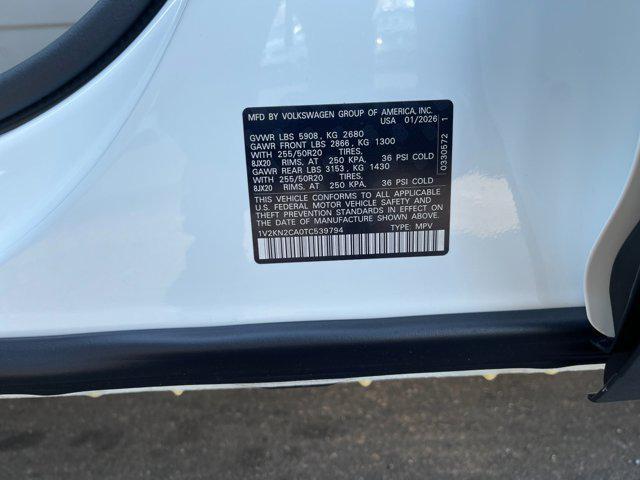 MFD BY VOLKSWAGEN GROUP OF AMERICA, INC.
USA 01/2026
GVWR LBS 5908, KG 2680
GAWR FRONT LBS 2866, KG 1300
WITH 255/50R20 TIRES,
8JX20 RIMS, AT 250 KPA, 36 PSI COLD
GAWR REAR LBS 3153, KG 1430
WITH 255/50R20 TIRES,
8JX20 RIMS, AT 250 KPA, 36 PSI COLD
THIS VEHICLE CONFORMS TO ALL APPLICABLE
U.S. FEDERAL MOTOR VEHICLE SAFETY AND
THEFT PREVENTION STANDARDS IN EFFECT ON
DATE OF MANUFACTURE SHOWN ABOVE.
1V2KN2CA0TC539794
TYPE: MPV
0330572 1